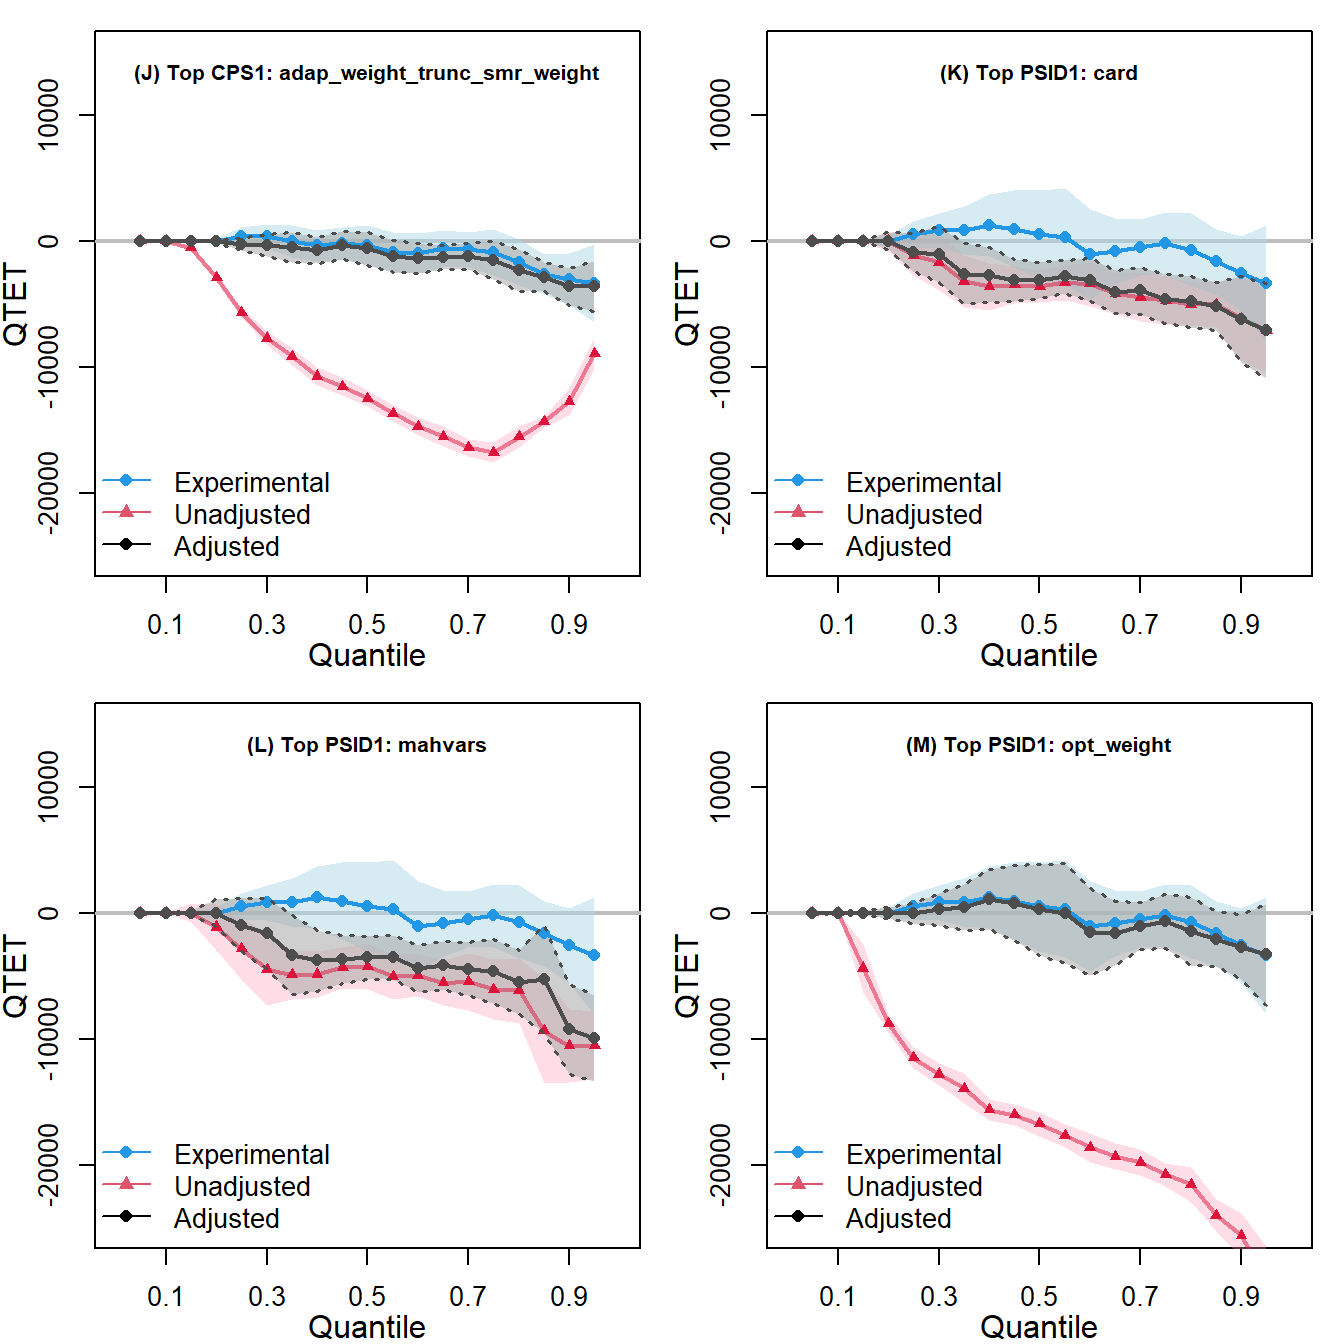 (J) Top CPS1: adap_weight_trunc_smr_weight
QTET
10000
0
-10000
-20000
Experimental
Unadjusted
Adjusted
0.1 0.3 0.5 0.7 0.9
Quantile
(K) Top PSID1: card
QTET
10000
0
-10000
-20000
Experimental
Unadjusted
Adjusted
0.1 0.3 0.5 0.7 0.9
Quantile
(L) Top PSID1: mahvars
QTET
10000
0
-10000
-20000
Experimental
Unadjusted
Adjusted
0.1 0.3 0.5 0.7 0.9
Quantile
(M) Top PSID1: opt_weight
QTET
10000
0
-10000
-20000
Experimental
Unadjusted
Adjusted
0.1 0.3 0.5 0.7 0.9
Quantile